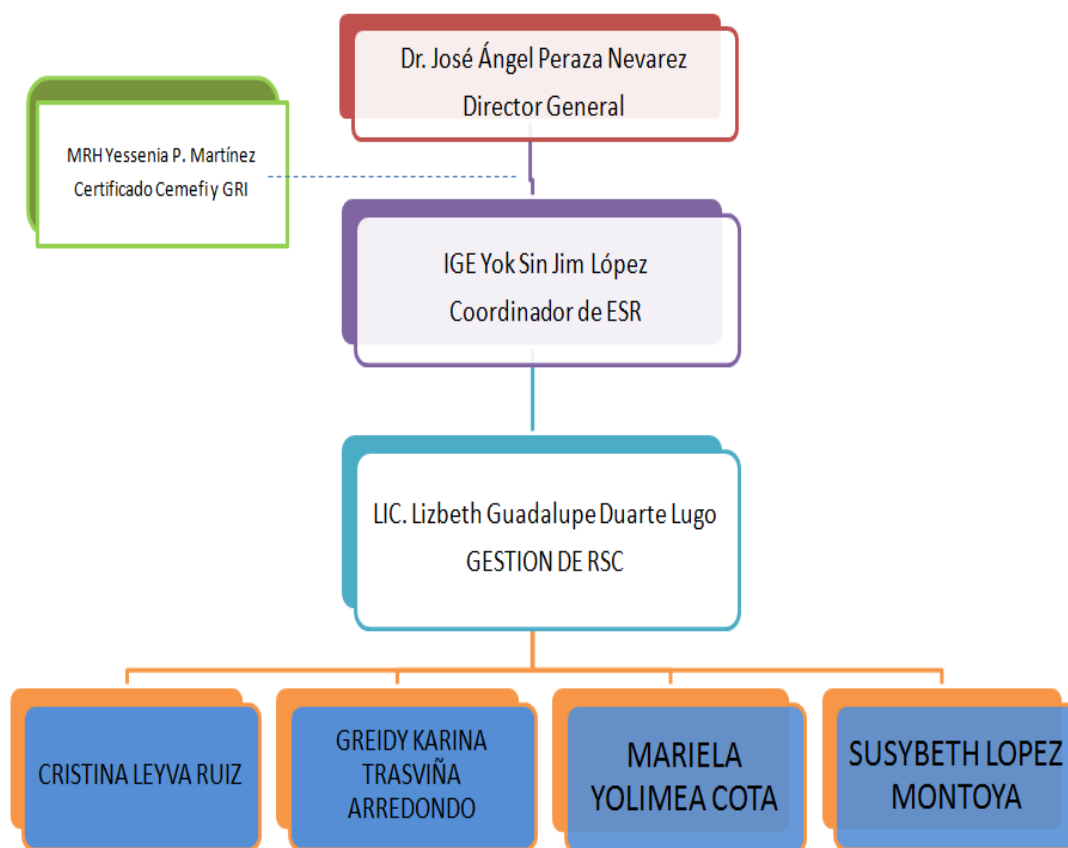 Dr. José Ángel Peraza Nevarez
Director General
MRH Yessenia P. Martínez
Certificado Cemefi y GRI
IGE Yok Sin Jim López
Coordinador de ESR
LIC. Lizbeth Guadalupe Duarte Lugo
GESTION DE RSC
CRISTINA LEYVA RUIZ
GREIDY KARINA
TRASVIÑA
ARREDONDO
MARIELA
YOLIMEA COTA
SUSYBETH LOPEZ
MONTOYA